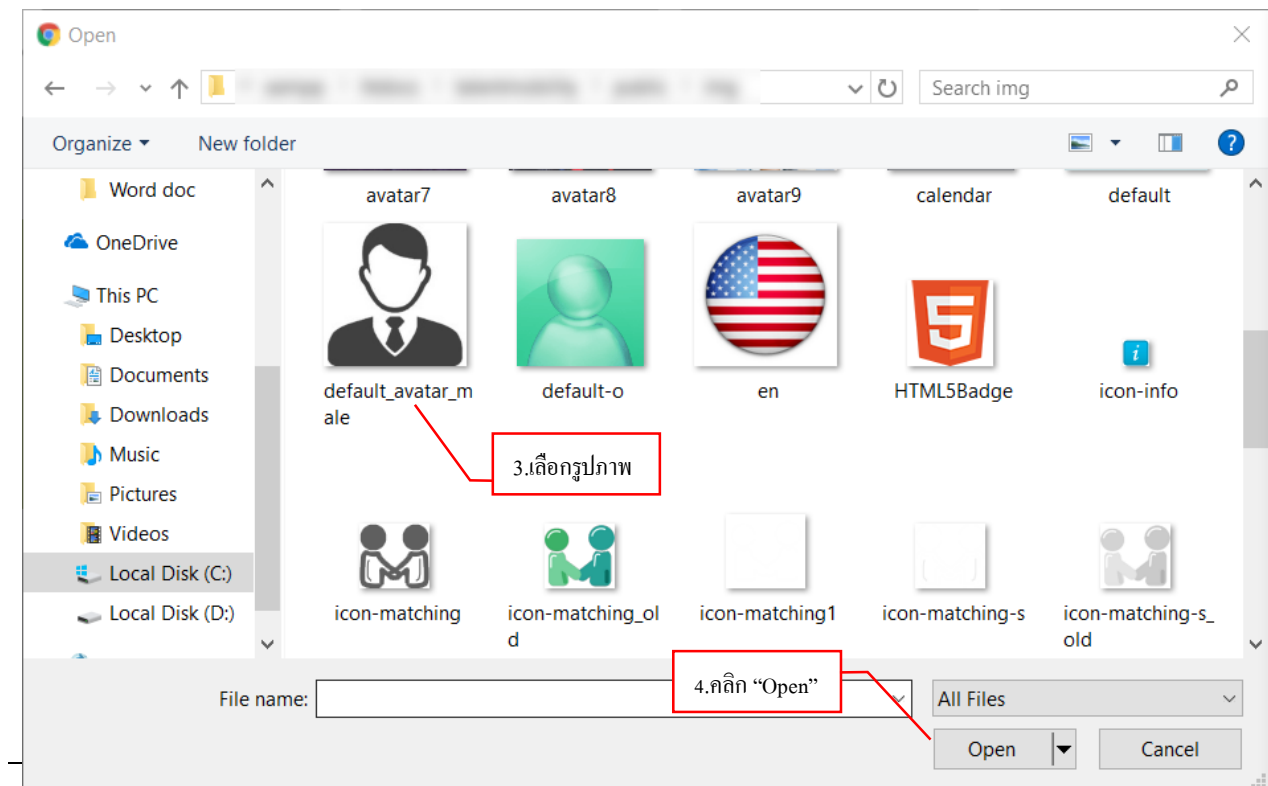 Open
Search img
Organize
New folder
Word doc
OneDrive
This PC
Desktop
Documents
Downloads
Music
Pictures
Videos
Local Disk (C:)
Local Disk (D:)
avatar7
avatar8
avatar9
calendar
default
default_avatar_m
ale
default-o
en
HTML5Badge
icon-info
3.เลือกรูปภาพ
icon-matching
icon-matching_ol
d
icon-matching1
icon-matching-s
icon-matching-s_
old
4.คลิก “Open”
File name:
All Files
Open
Cancel